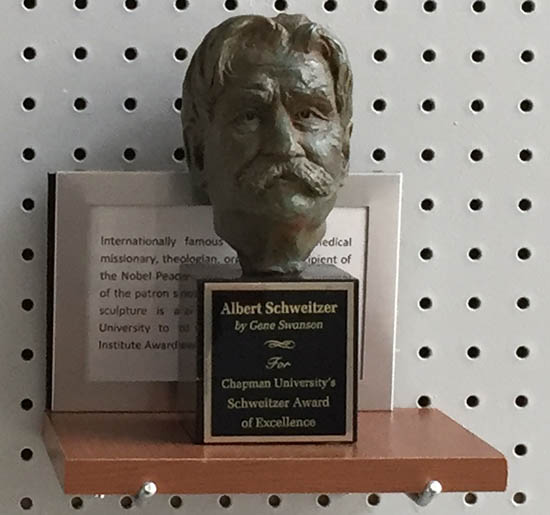 Internationally famous medical
missionary, theologian,
the Nobel Peace
of the patron
sculpture is
University to
Institute Award
Albert Schweitzer
by Gene Swanson
For
Chapman University's
Schweitzer Award
of Excellence